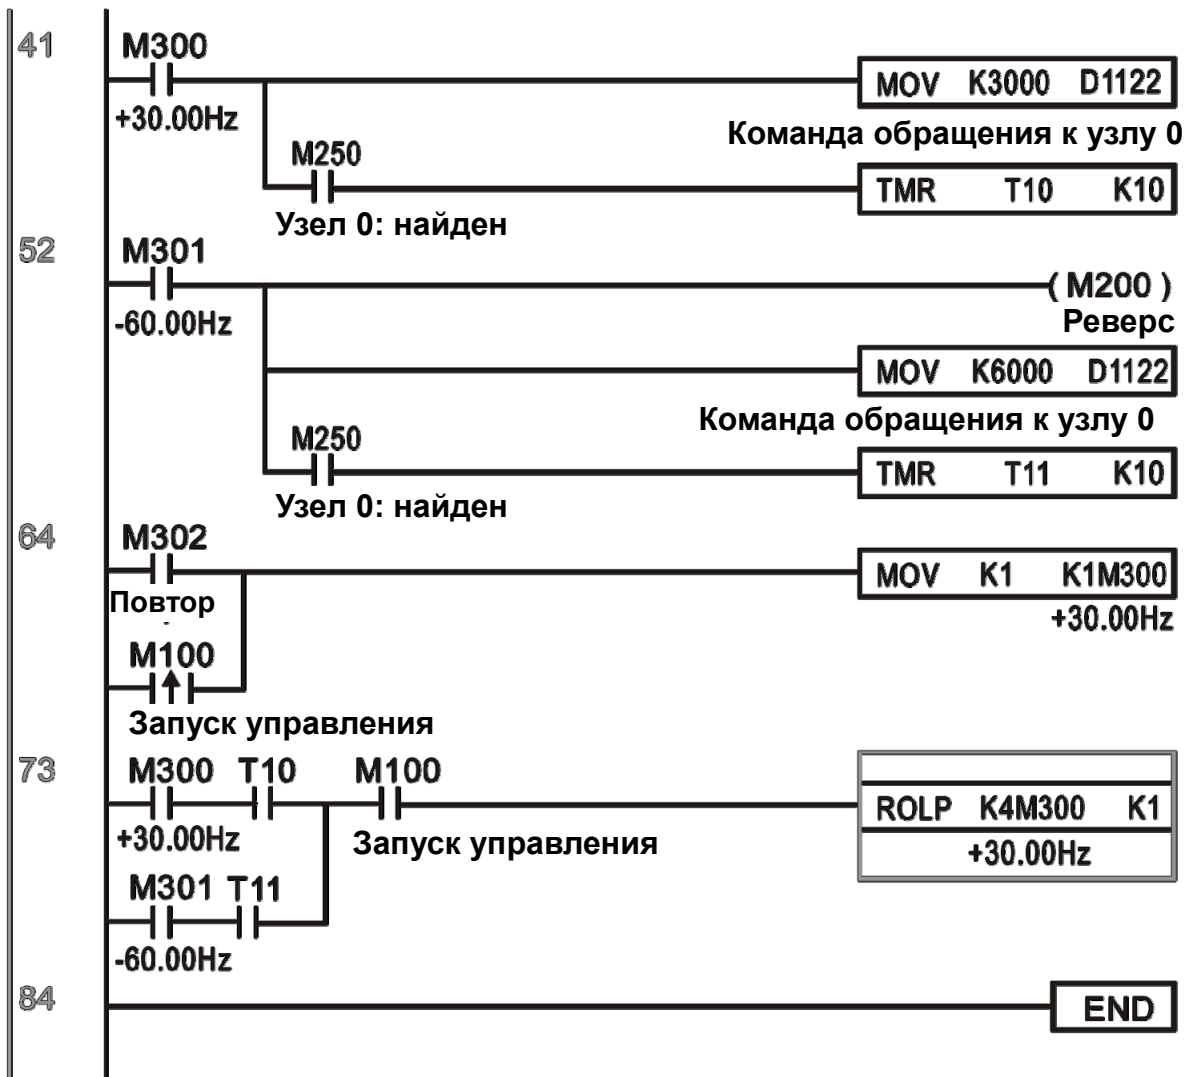 41
M300
MOV K3000 D1122
+30.00Hz
Команда обращения к узлу 0
M250
TMR T10 K10
Узел 0: найден
52
M301
( M200 )
-60.00Hz
Реверс
MOV K6000 D1122
Команда обращения к узлу 0
M250
TMR T11 K10
Узел 0: найден
64
M302
MOV K1 K1M300
Повтор
+30.00Hz
M100
Запуск управления
73
M300 T10 M100
ROLP K4M300 K1
+30.00Hz
Запуск управления
+30.00Hz
M301 T11
-60.00Hz
84
END